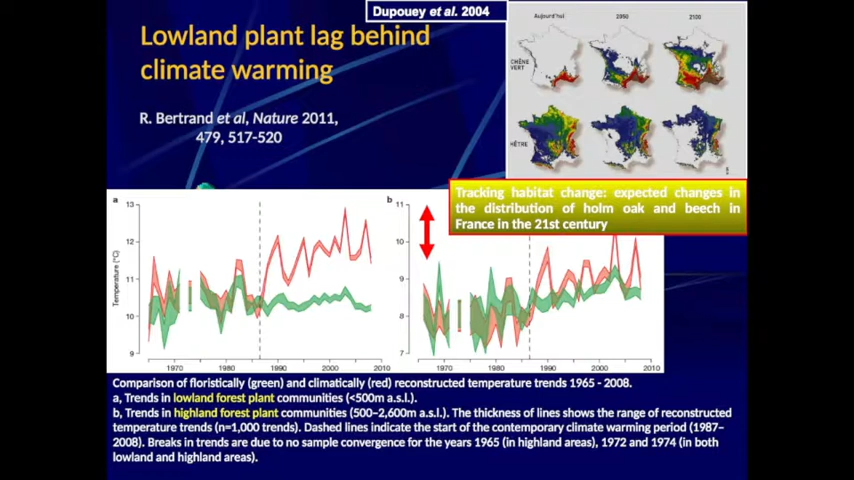 Dupouey et al. 2004
Lowland plant lag behind
climate warming
R. Bertrand et al, Nature 2011,
479, 517-520
Aujourd'hui 2050 2100
CHÊNE
VERT
HÊTRE
Tracking habitat change: expected changes in
the distribution of holm oak and beech in
France in the 21st century
a
b
Temperature (°C)
13
12
11
10
9
1970 1980 1990 2000 2010
11
10
9
8
7
1970 1980 1990 2000 2010
Comparison of floristically (green) and climatically (red) reconstructed temperature trends 1965 - 2008.
a, Trends in lowland forest plant communities (<500m a.s.l.).
b, Trends in highland forest plant communities (500–2,600m a.s.l.). The thickness of lines shows the range of reconstructed
temperature trends (n=1,000 trends). Dashed lines indicate the start of the contemporary climate warming period (1987–
2008). Breaks in trends are due to no sample convergence for the years 1965 (in highland areas), 1972 and 1974 (in both
lowland and highland areas).